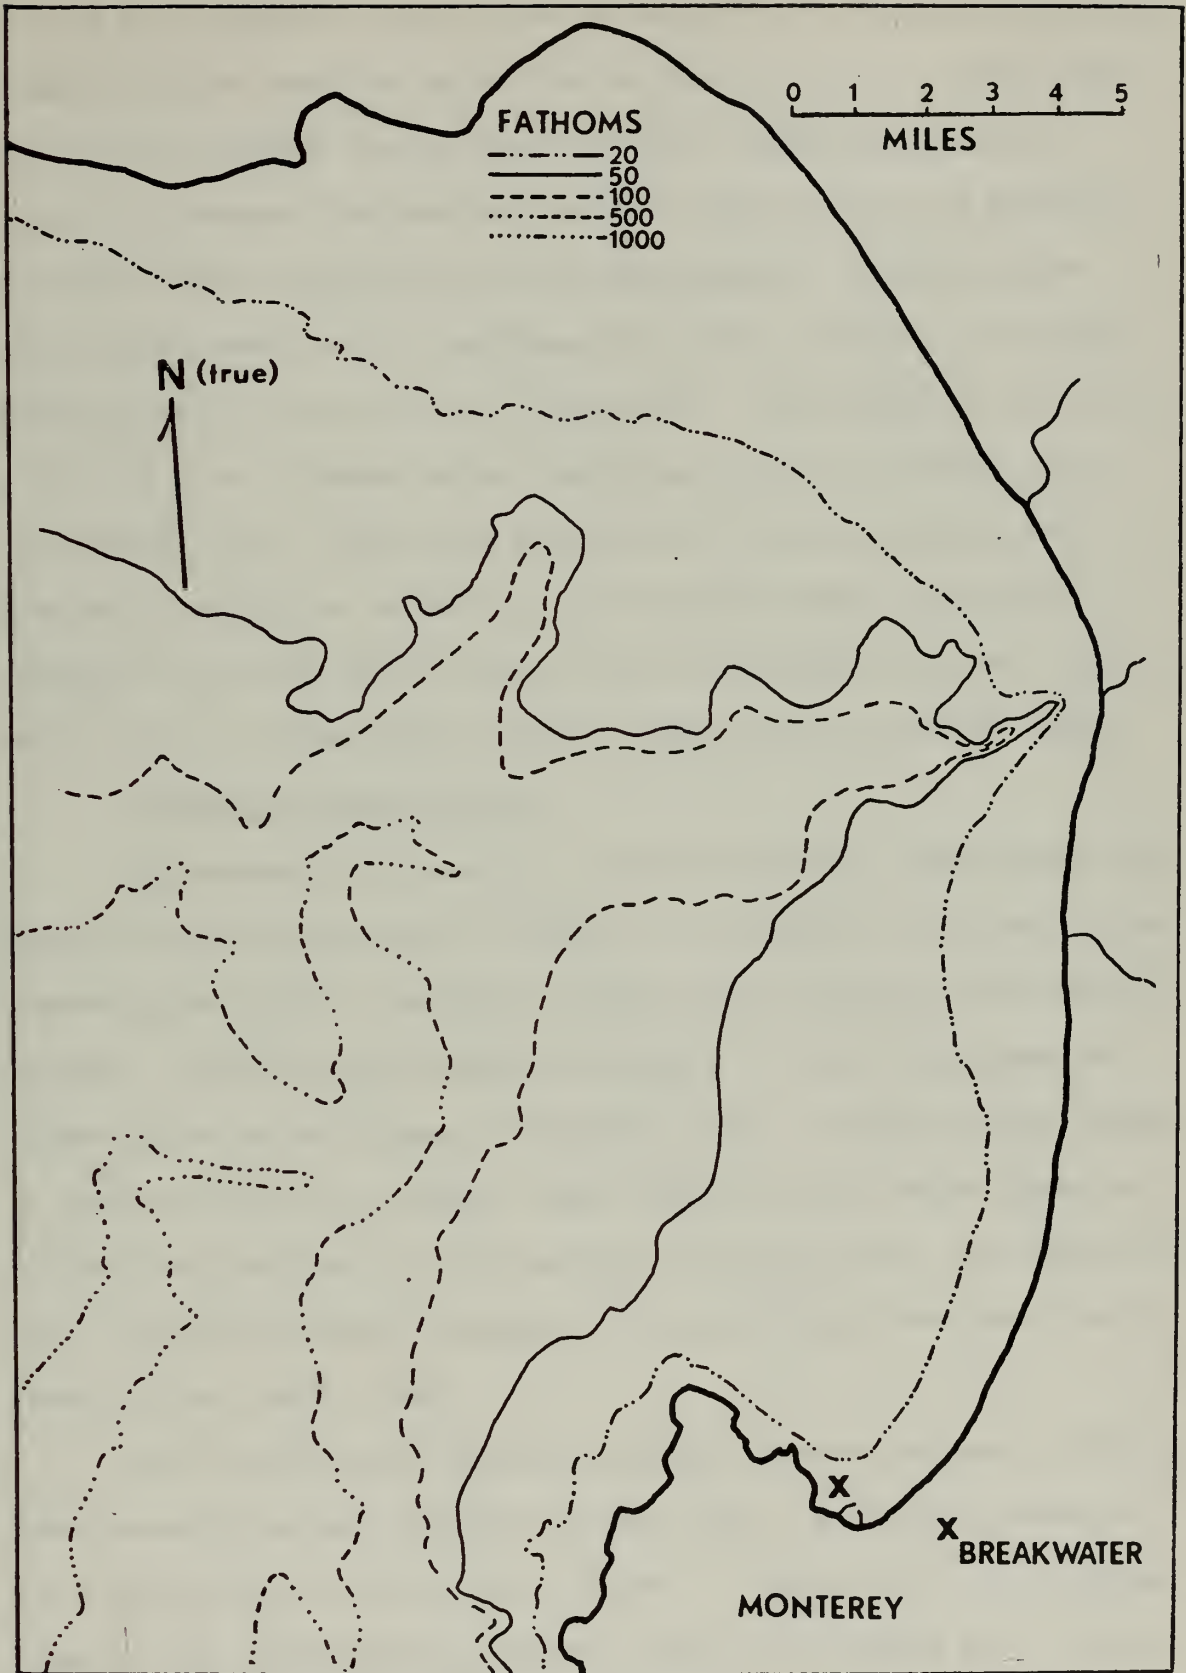 0 1 2 3 4 5
MILES
FATHOMS
20
50
100
500
1000
N (true)
X
X BREAKWATER
MONTEREY